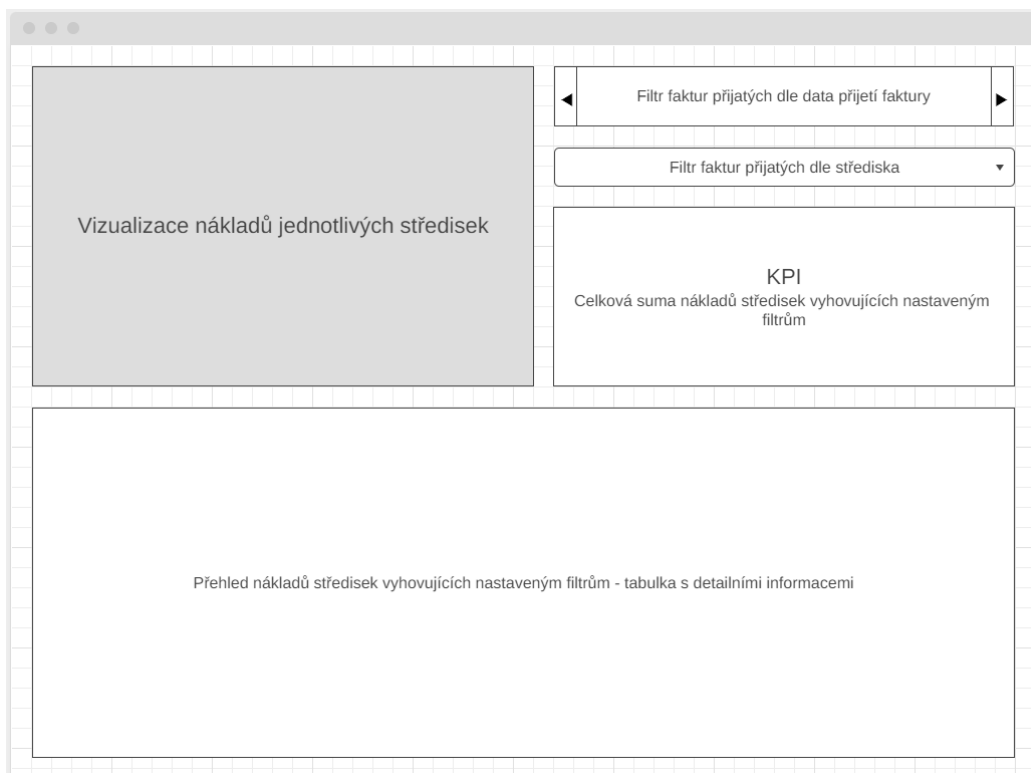 Filtr faktur přijatých dle data přijetí faktury
Filtr faktur přijatých dle střédiska
Vizualizace nákladů jednotlivých středisek
KPI
Celková suma nákladů středisek vyhovujících nastaveným
filtrům
Přehled nákladů středisek vyhovujících nastaveným filtrům - tabulka s detailními informacemi